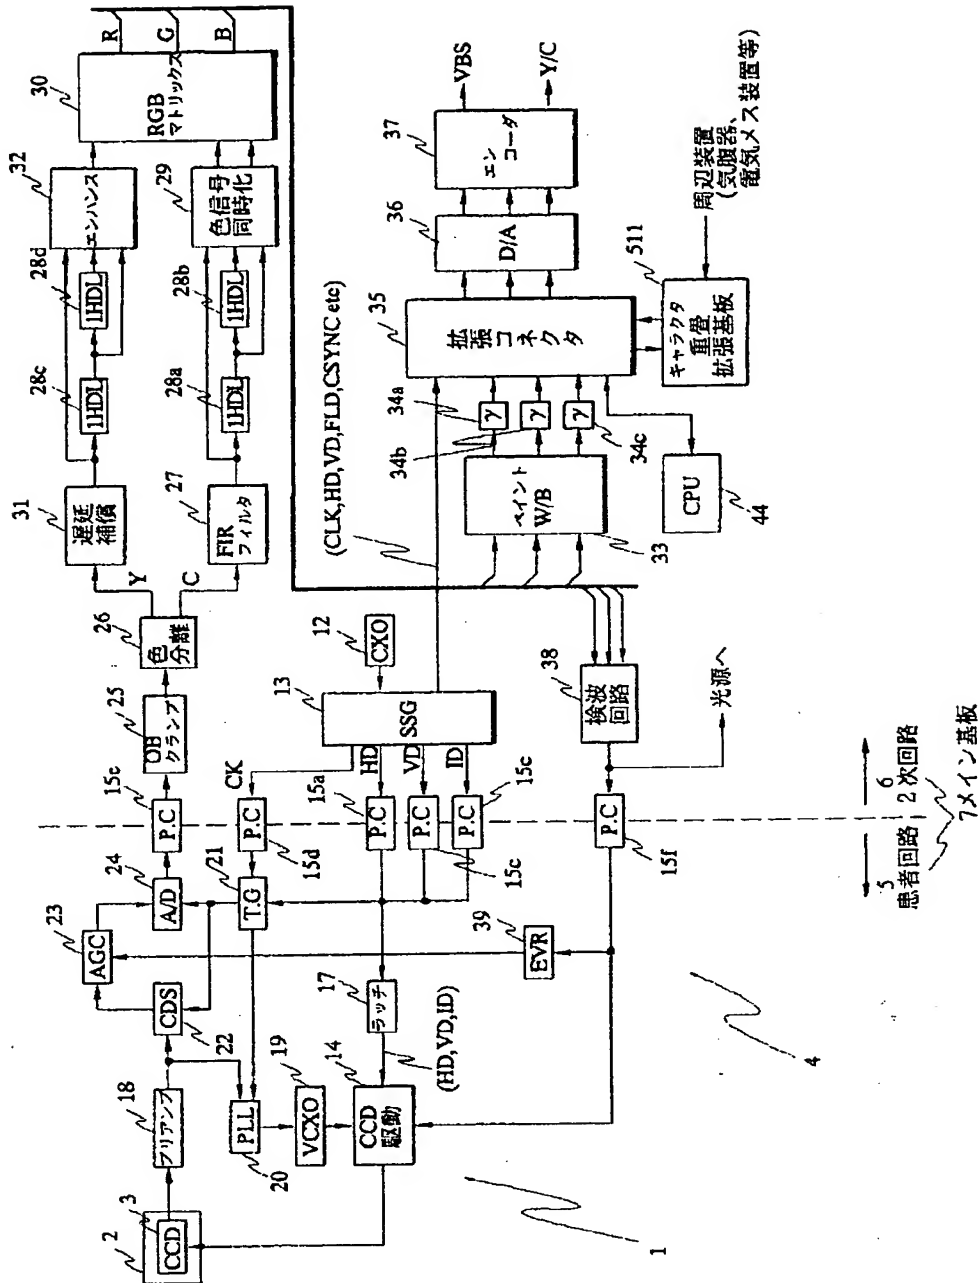 2
3
CCD
18
プリアンプ
CDS
22
23
AGC
24
A/D
15e
P.C
25
OB
クランプ
26
色
分離
Y
C
31
遅延
補償
27
FIR
フィルタ
28c
1HDL
28d
1HDL
28a
1HDL
28b
1HDL
32
エンハンス
29
色信号
同時化
30
RGB
マトリックス
R
G
B
PLL
20
19
VCXO
14
CCD
駆動
17
ラッチ
(HD,VD,ID)
21
T.G
CK
P.C
15d
HD
15a
P.C
VD
P.C
15c
ID
P.C
15c
13
SSG
12
CXO
(CLK,HD,VD,FLD,CSYNC etc)
39
EVR
P.C
15f
38
検波
回路
光源へ
ペイント
W/B
33
34a
γ
34b
γ
γ
34c
CPU
44
35
拡張コネクタ
36
D/A
37
エンコーダ
VBS
Y/C
511
キャラクタ
重畳
拡張基板
周辺装置
(気腹器、
電気メス装置等)
1
4
5
患者回路
6
2次回路
7メイン基板